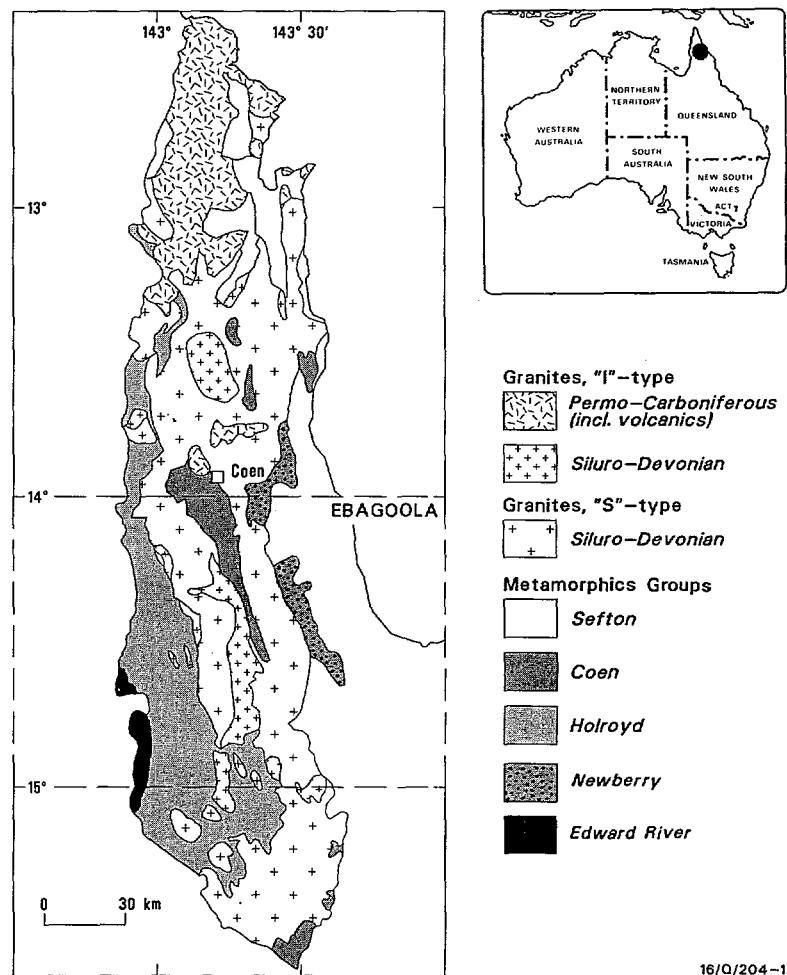 143°
143° 30'
13°
Coen
14°
EBAGOOLA
15°
0 30 km
NORTHERN
TERRITORY
QUEENSLAND
WESTERN
AUSTRALIA
SOUTH
AUSTRALIA
NEW SOUTH
WALES
ACT
VICTORIA
TASMANIA
Granites, "I"-type
Permo-Carboniferous
(incl. volcanics)
Siluro-Devonian
Granites, "S"-type
Siluro-Devonian
Metamorphics Groups
Sefton
Coen
Holroyd
Newberry
Edward River
16/Q/204-1